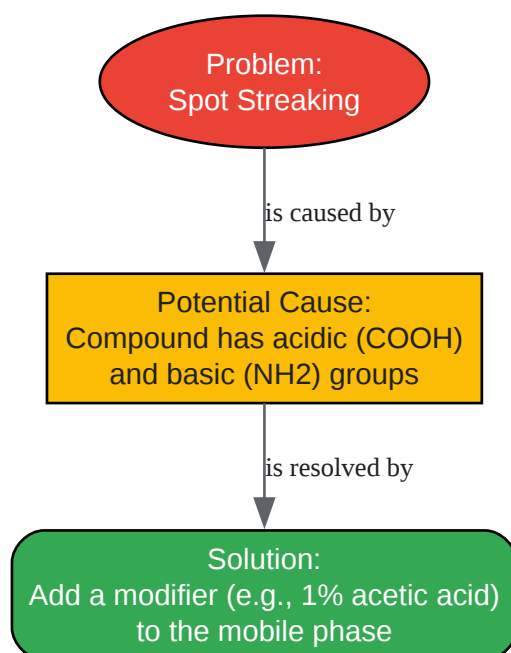 Problem:
Spot Streaking
is caused by
Potential Cause:
Compound has acidic (COOH)
and basic (NH2) groups
is resolved by
Solution:
Add a modifier (e.g., 1% acetic acid)
to the mobile phase